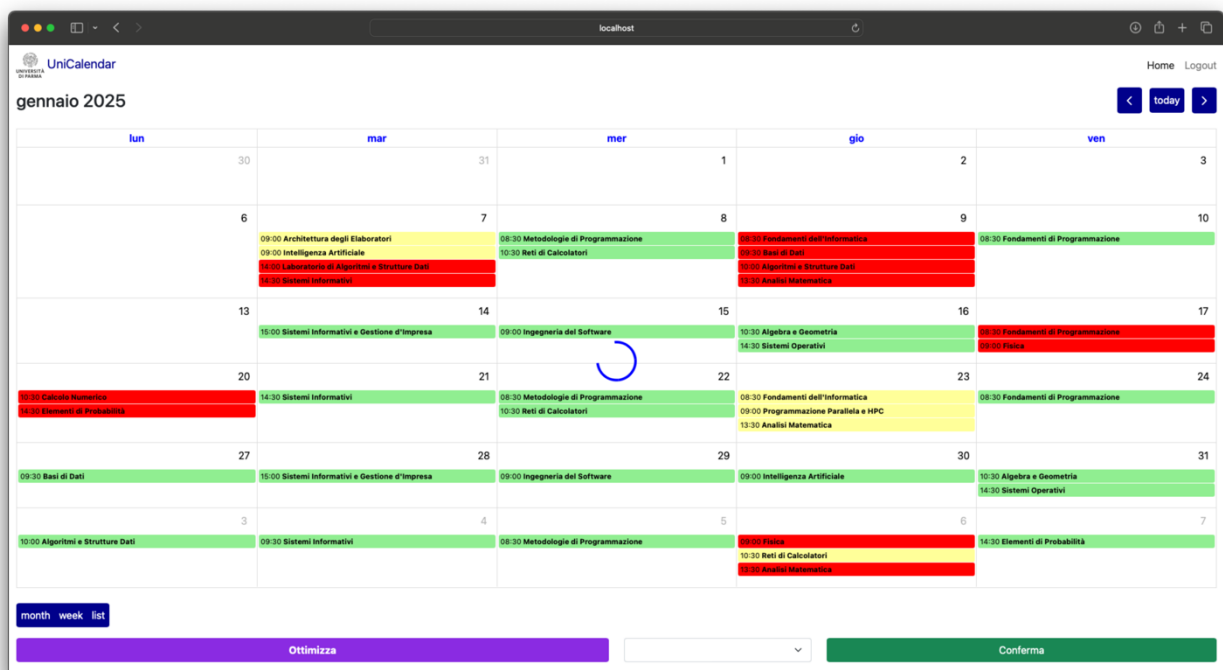 localhost
UNIVERSITÀ
DI PARMA
UniCalendar
Home Logout
gennaio 2025
today
lun mar mer gio ven
30 31 1 2 3
6 7 8 9 10
09:00 Architettura degli Elaboratori
09:00 Intelligenza Artificiale
14:00 Laboratorio di Algoritmi e Strutture Dati
14:30 Sistemi Informativi
08:30 Metodologie di Programmazione
10:30 Reti di Calcolatori
08:30 Fondamenti dell'Informatica
09:30 Basi di Dati
10:00 Algoritmi e Strutture Dati
13:30 Analisi Matematica
08:30 Fondamenti di Programmazione
13 14 15 16 17
15:00 Sistemi Informativi e Gestione d'Impresa
09:00 Ingegneria del Software
10:30 Algebra e Geometria
14:30 Sistemi Operativi
08:30 Fondamenti di Programmazione
09:00 Fisica
20 21 22 23 24
10:30 Calcolo Numerico
14:30 Elementi di Probabilità
14:30 Sistemi Informativi
08:30 Metodologie di Programmazione
10:30 Reti di Calcolatori
08:30 Fondamenti dell'Informatica
09:00 Programmazione Parallela e HPC
13:30 Analisi Matematica
08:30 Fondamenti di Programmazione
27 28 29 30 31
09:30 Basi di Dati
15:00 Sistemi Informativi e Gestione d'Impresa
09:00 Ingegneria del Software
09:00 Intelligenza Artificiale
10:30 Algebra e Geometria
14:30 Sistemi Operativi
3 4 5 6 7
10:00 Algoritmi e Strutture Dati
09:30 Sistemi Informativi
08:30 Metodologie di Programmazione
09:00 Fisica
10:30 Reti di Calcolatori
13:30 Analisi Matematica
14:30 Elementi di Probabilità
month week list
Ottimizza
Conferma